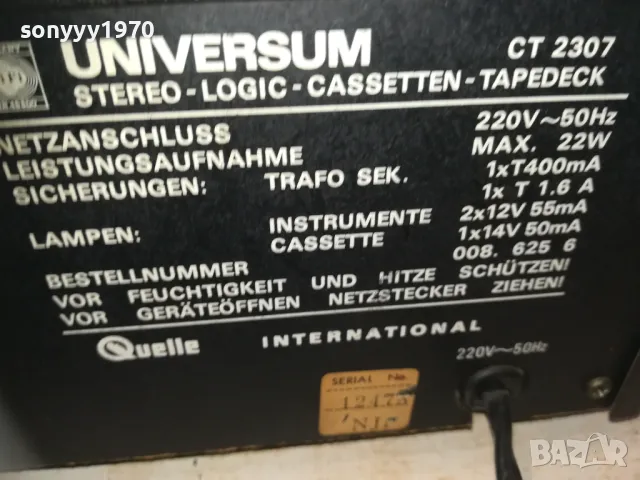 sonyyy1970
UNIVERSUM CT 2307
STEREO-LOGIC-CASSETTEN-TAPEDECK
NETZANSCHLUSS 220V~50Hz
LEISTUNGSAUFNAHME MAX. 22W
SICHERUNGEN: TRAFO SEK. 1xT400mA
1x T 1.6 A
LAMPEN: INSTRUMENTE 2x12V 55mA
CASSETTE 1x14V 50mA
BESTELLNUMMER 008. 625 6
VOR FEUCHTIGKEIT UND HITZE SCHÜTZEN!
VOR GERÄTEÖFFNEN NETZSTECKER ZIEHEN!
Quelle INTERNATIONAL
220V~50Hz
SERIAL No.
bazar.bg